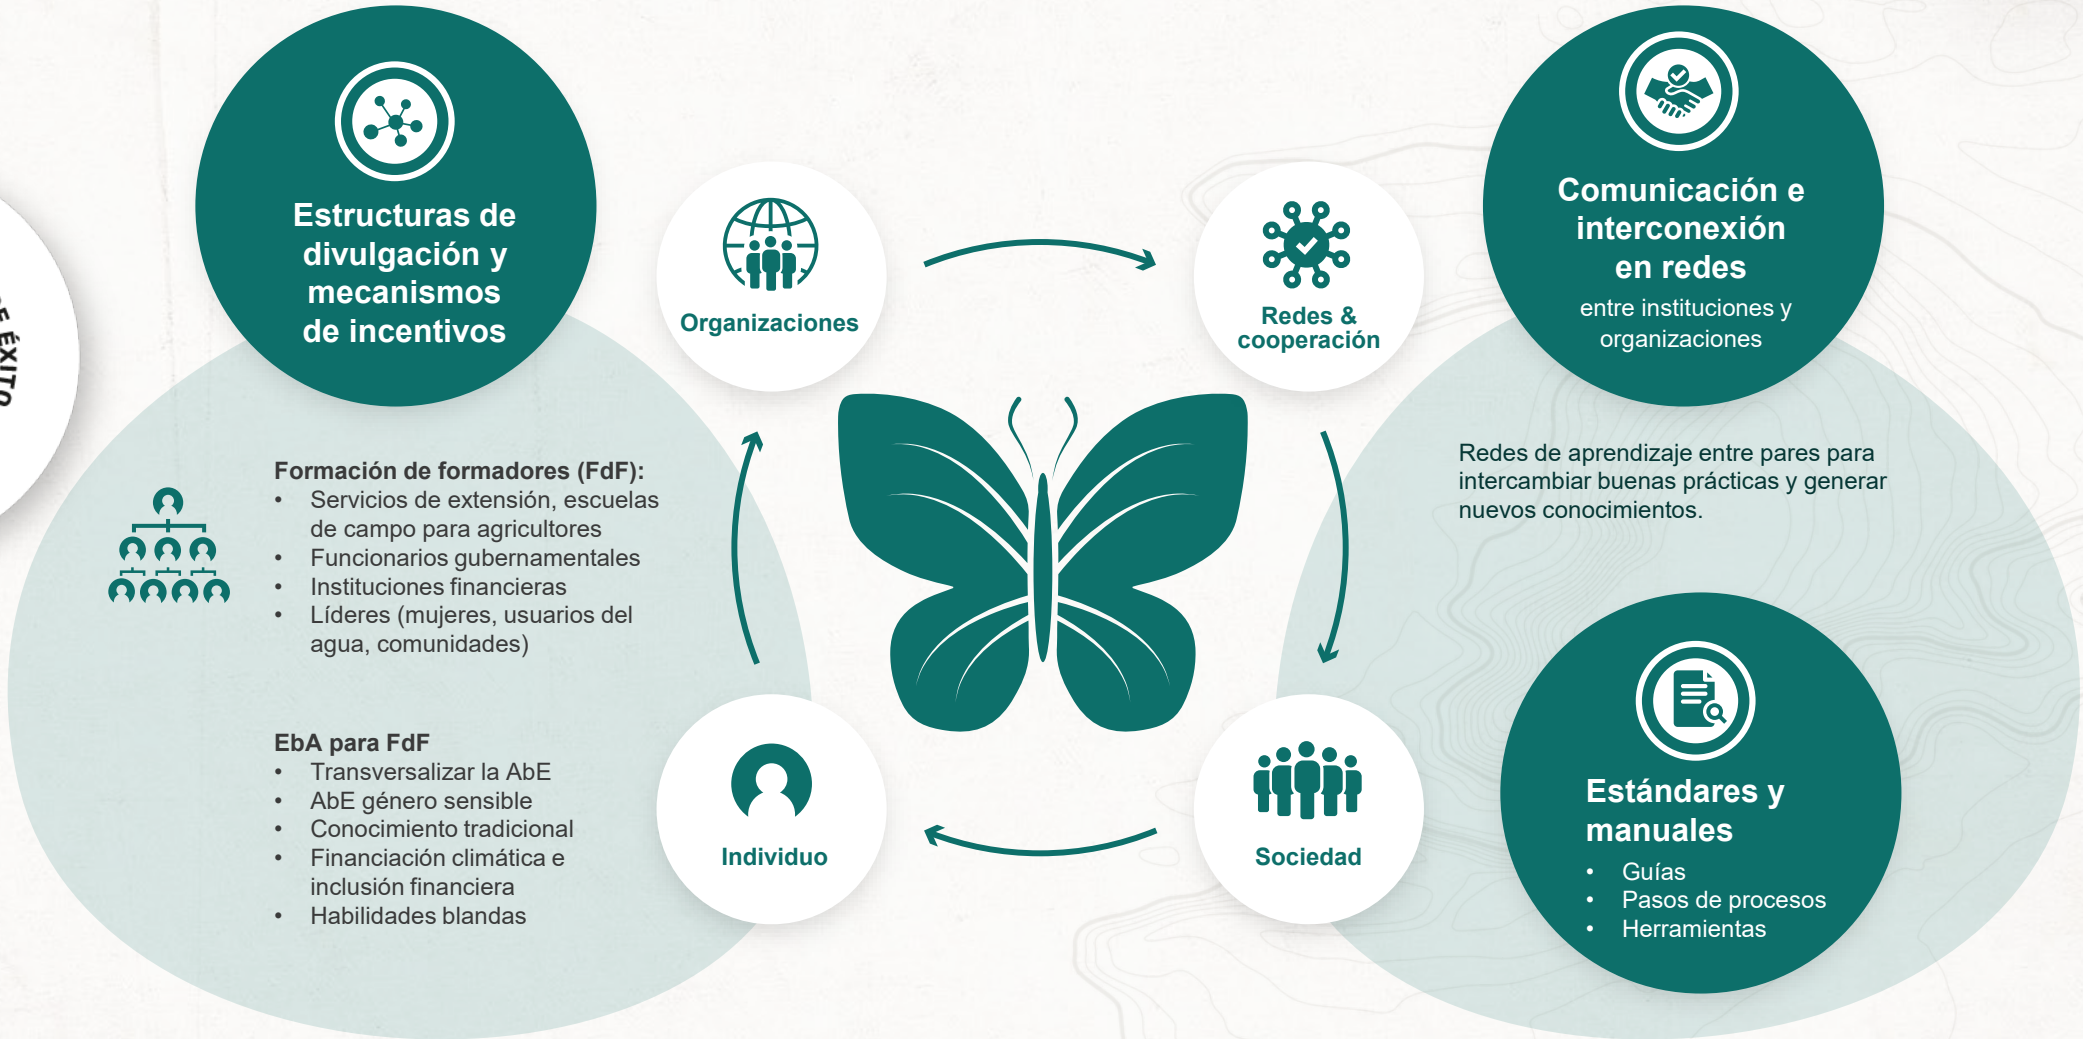 DE ÉXITO
Estructuras de
divulgación y
mecanismos
de incentivos
Formación de formadores (FdF):
• Servicios de extensión, escuelas
de campo para agricultores
• Funcionarios gubernamentales
• Instituciones financieras
• Líderes (mujeres, usuarios del
agua, comunidades)
EbA para FdF
• Transversalizar la AbE
• AbE género sensible
• Conocimiento tradicional
• Financiación climática e
inclusión financiera
• Habilidades blandas
Organizaciones
Redes &
cooperación
Individuo
Sociedad
Comunicación e
interconexión
en redes
entre instituciones y
organizaciones
Redes de aprendizaje entre pares para
intercambiar buenas prácticas y generar
nuevos conocimientos.
Estándares y
manuales
• Guías
• Pasos de procesos
• Herramientas